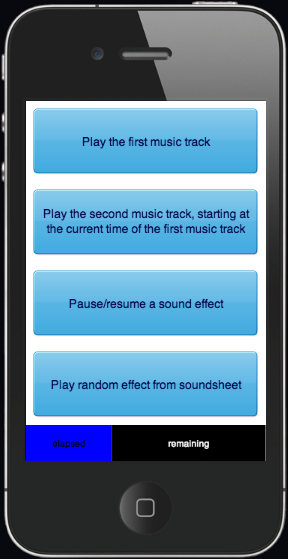 Play the first music track
Play the second music track, starting at
the current time of the first music track
Pause/resume a sound effect
Play random effect from soundsheet
elapsed
remaining